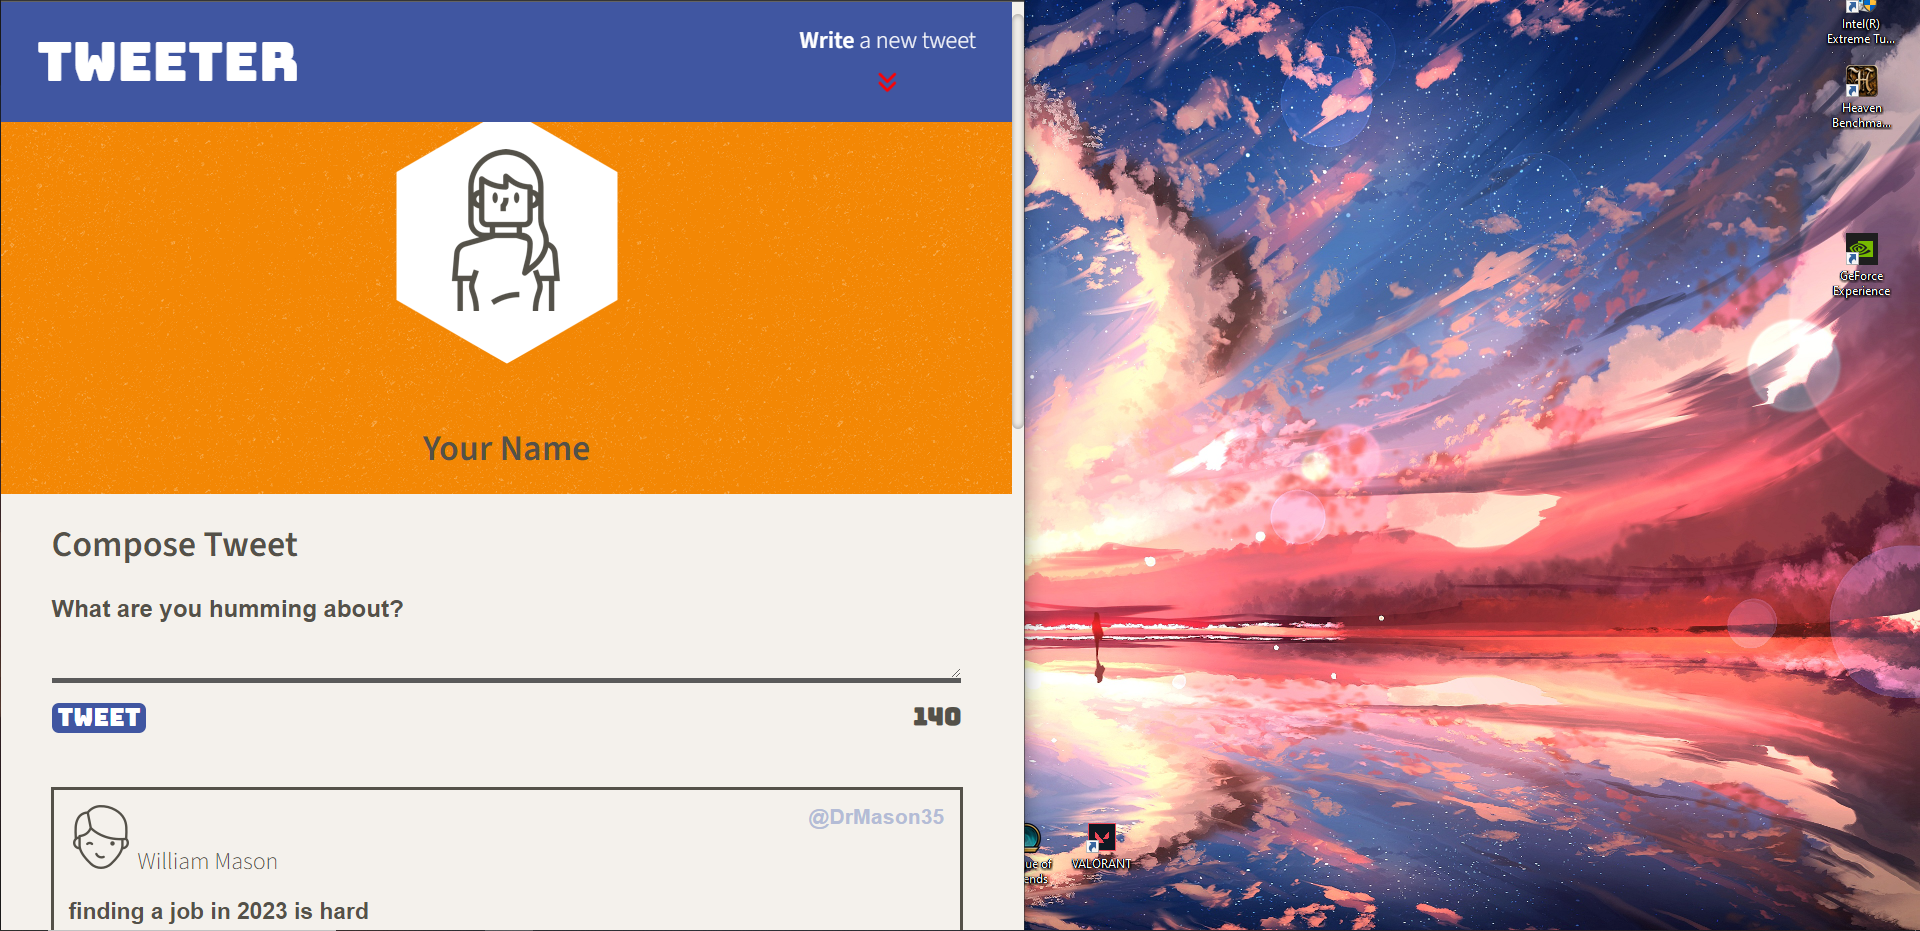 TWEETER
Write a new tweet
Your Name
Compose Tweet
What are you humming about?
TWEET
140
@DrMason35
William Mason
finding a job in 2023 is hard
Intel(R)
Extreme Tu...
Heaven
Benchma...
GeForce
Experience
ue of
ends
VALORANT